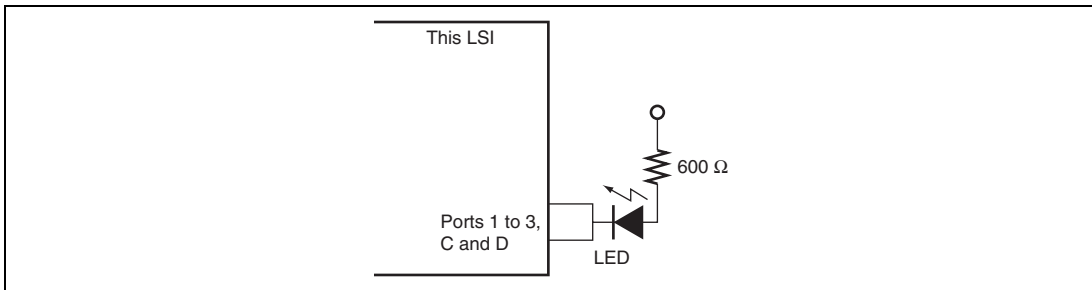 This LSI
600 Ω
Ports 1 to 3,
C and D
LED